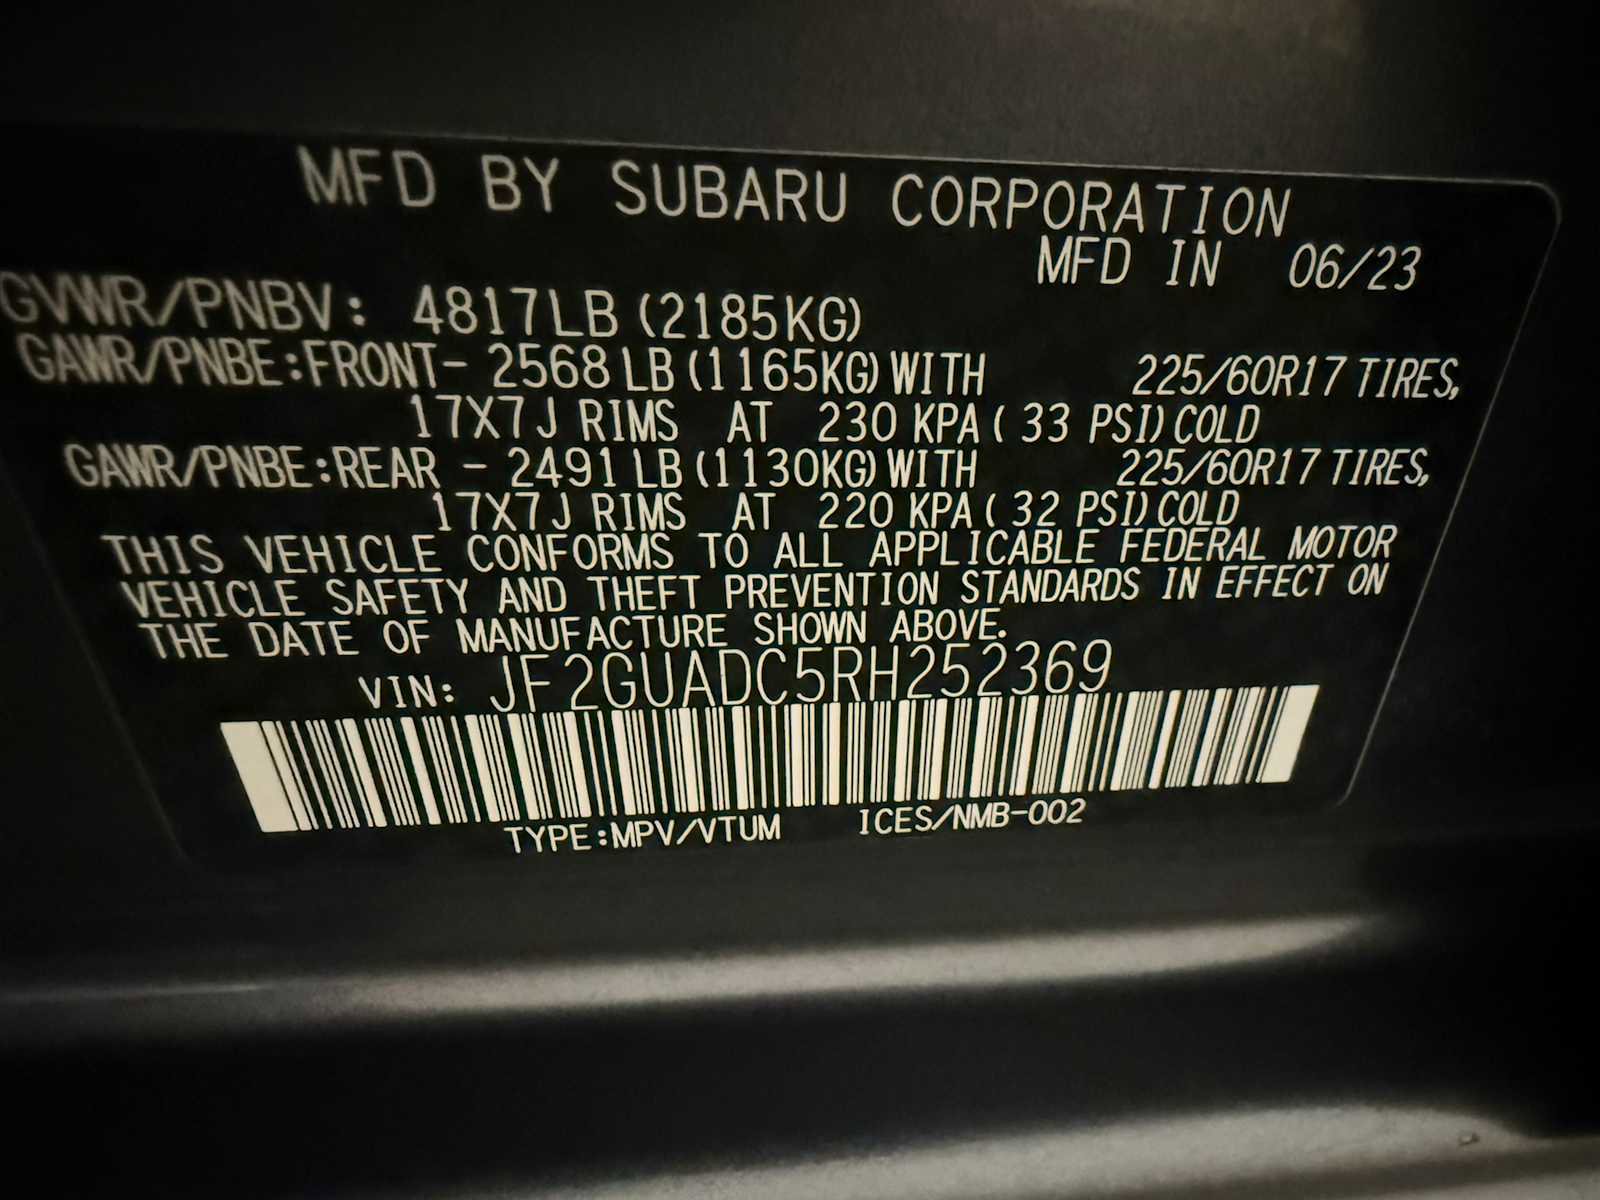 MFD BY SUBARU CORPORATION
MFD IN 06/23
GVWR/PNBV: 4817LB (2185KG)
GAWR/PNBE:FRONT- 2568 LB (1165KG) WITH 225/60R17 TIRES,
17X7J RIMS AT 230 KPA ( 33 PSI) COLD
GAWR/PNBE:REAR - 2491 LB (1130KG) WITH 225/60R17 TIRES,
17X7J RIMS AT 220 KPA ( 32 PSI) COLD
THIS VEHICLE CONFORMS TO ALL APPLICABLE FEDERAL MOTOR
VEHICLE SAFETY AND THEFT PREVENTION STANDARDS IN EFFECT ON
THE DATE OF MANUFACTURE SHOWN ABOVE.
VIN: JF2GUADC5RH252369
TYPE:MPV/VTUM ICES/NMB-002